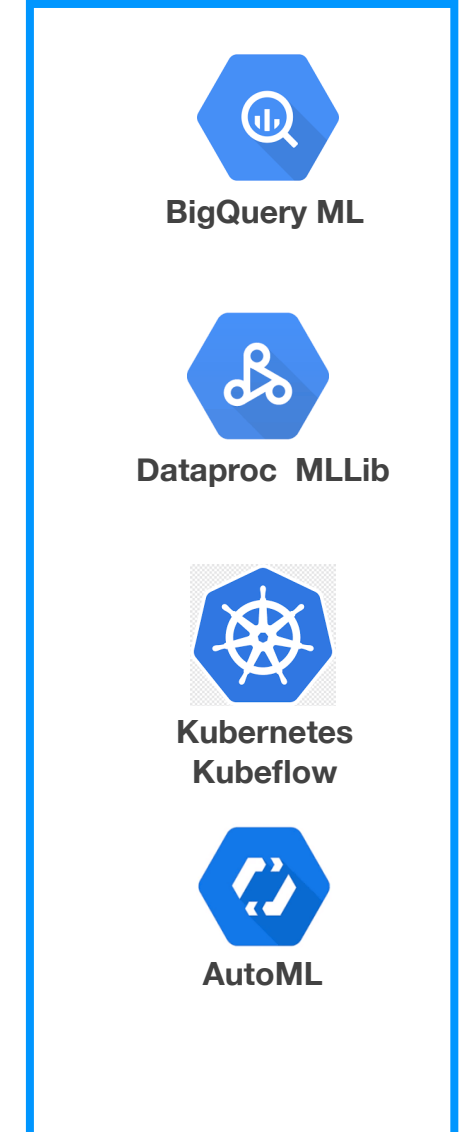 BigQuery ML
Dataproc  MLLib
Kubernetes
Kubeflow
AutoML